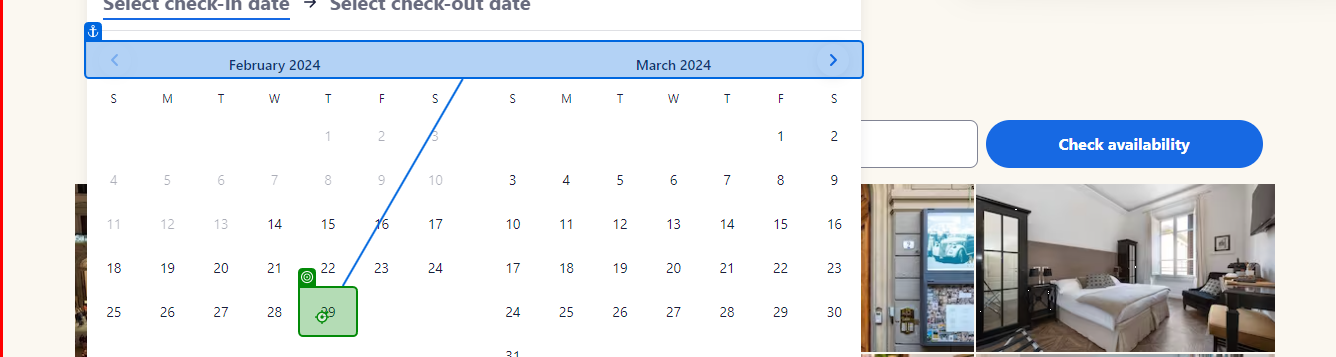 Select check-in date → Select check-out date
February 2024
S M T W T F S
1 2 3
4 5 6 7 8 9 10
11 12 13 14 15 16 17
18 19 20 21 22 23 24
25 26 27 28 29
March 2024
S M T W T F S
1 2
3 4 5 6 7 8 9
10 11 12 13 14 15 16
17 18 19 20 21 22 23
24 25 26 27 28 29 30
31
Check availability